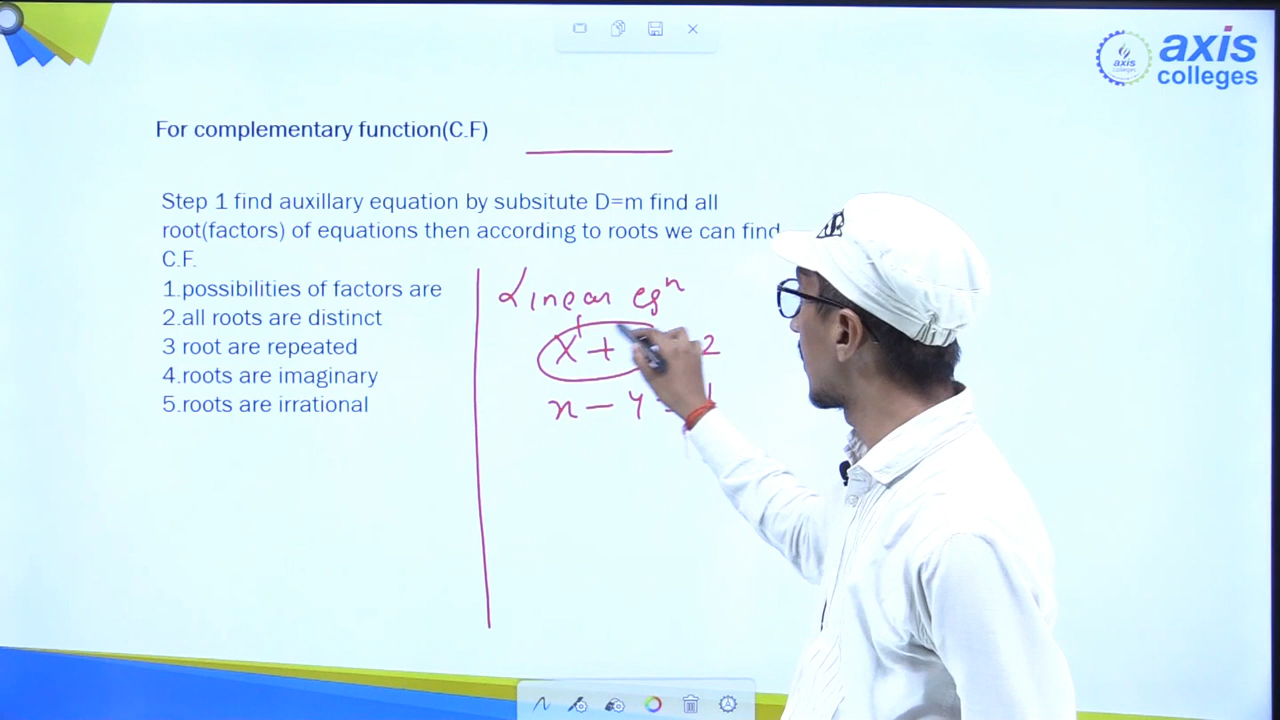 axis
colleges
axis
colleges
For complementary function(C.F)
Step 1 find auxillary equation by subsitute D=m find all
root(factors) of equations then according to roots we can find
C.F.
1.possibilities of factors are
2.all roots are distinct
3 root are repeated
4.roots are imaginary
5.roots are irrational
Linear eqn
x + 2
x - y =